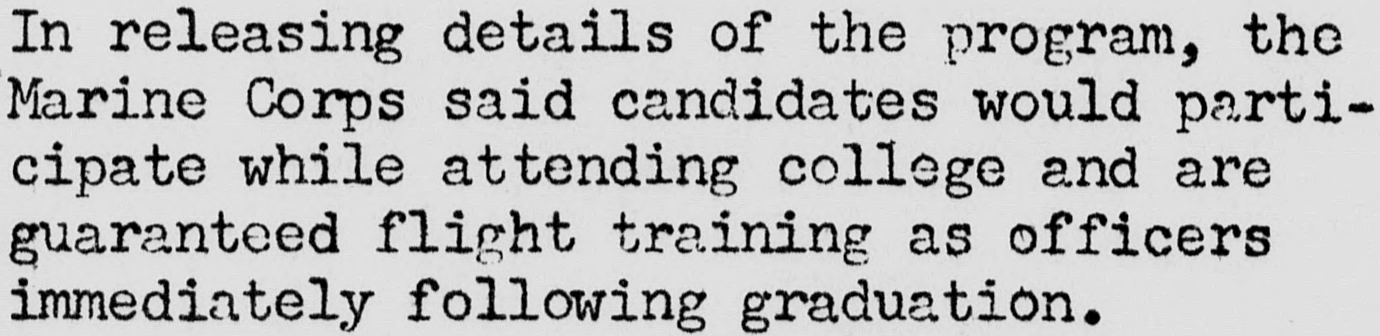 In releasing details of the program, the
Marine Corps said candidates would parti-
cipate while attending college and are
guaranteed flight training as officers
immediately following graduation.